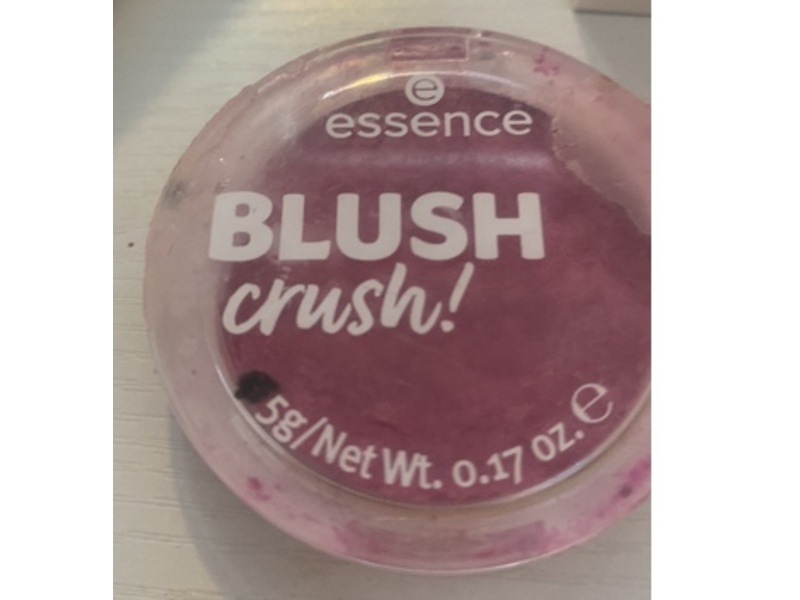 e
essence
BLUSH
crush!
5g/Net Wt. 0.17 oz. ℮